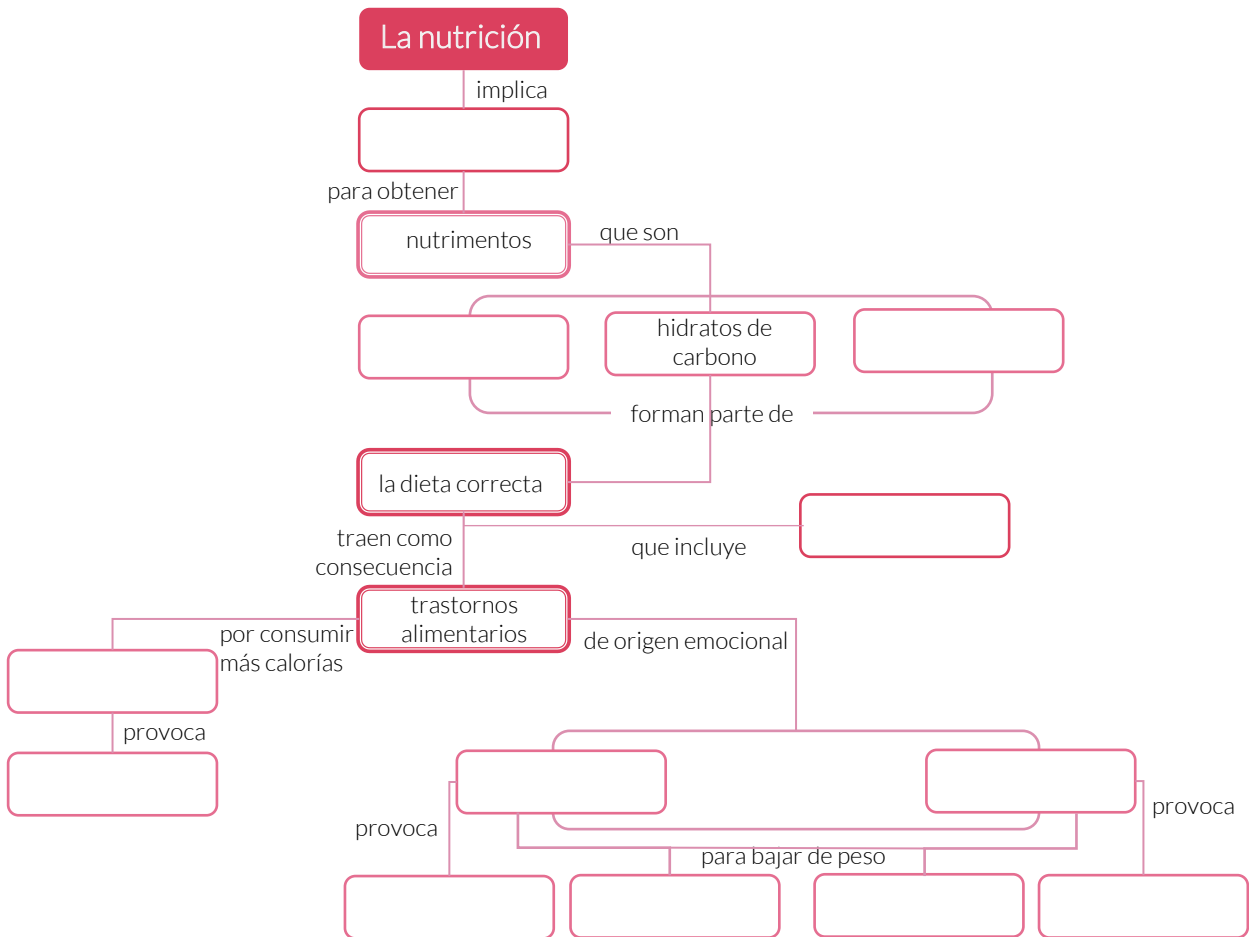 La nutrición
implica
para obtener
nutrimentos
que son
hidratos de
carbono
forman parte de
la dieta correcta
traen como
consecuencia
que incluye
trastornos
alimentarios
por consumir
más calorías
de origen emocional
provoca
provoca
provoca
para bajar de peso